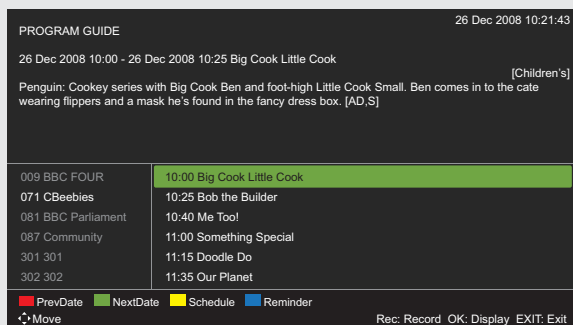 PROGRAM GUIDE
26 Dec 2008 10:21:43
26 Dec 2008 10:00 - 26 Dec 2008 10:25 Big Cook Little Cook
[Children's]
Penguin: Cookey series with Big Cook Ben and foot-high Little Cook Small. Ben comes in to the cate
wearing flippers and a mask he's found in the fancy dress box. [AD,S]
009 BBC FOUR
10:00 Big Cook Little Cook
071 CBeebies
10:25 Bob the Builder
081 BBC Parliament
10:40 Me Too!
087 Community
11:00 Something Special
301 301
11:15 Doodle Do
302 302
11:35 Our Planet
PrevDate NextDate Schedule Reminder
Move
Rec: Record OK: Display EXIT: Exit